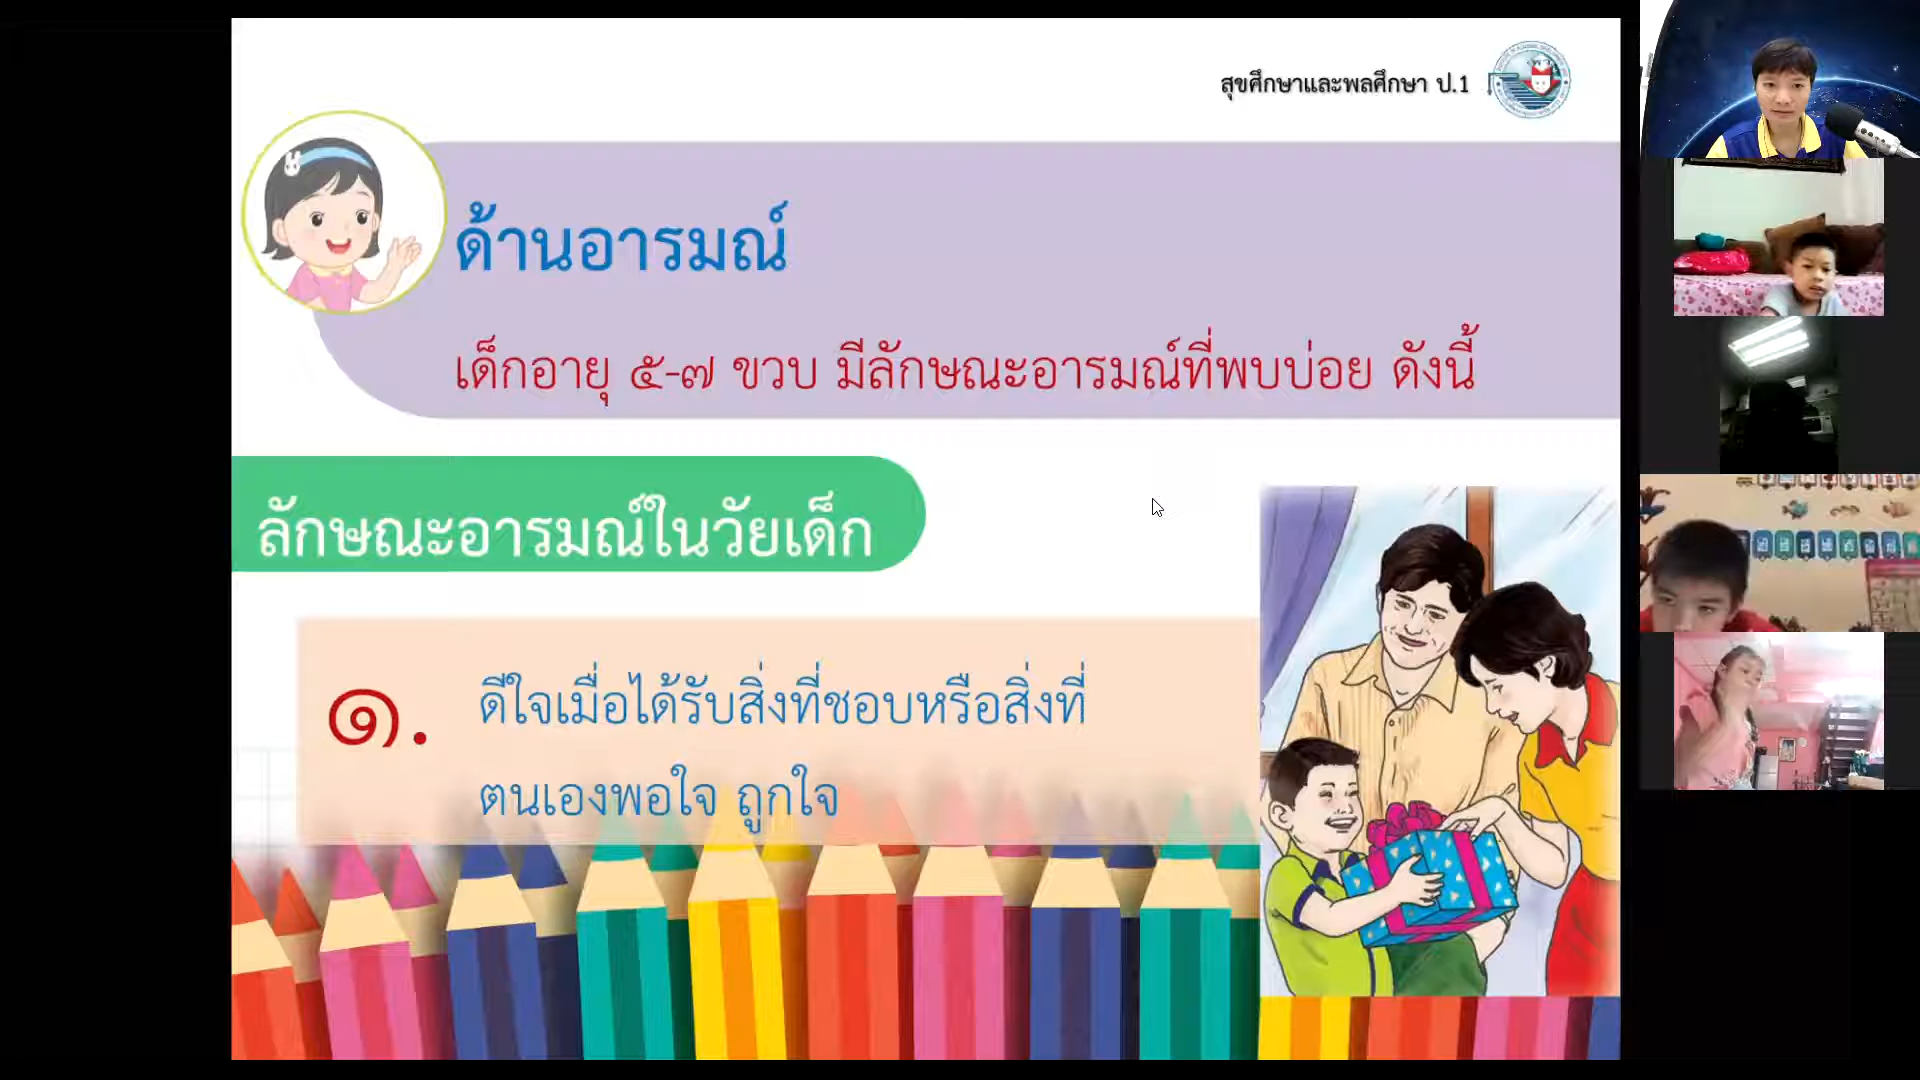 สุขศึกษาและพลศึกษา ป.1
ด้านอารมณ์
เด็กอายุ ๕-๗ ขวบ มีลักษณะอารมณ์ที่พบบ่อย ดังนี้
ลักษณะอารมณ์ในวัยเด็ก
๑. ดีใจเมื่อได้รับสิ่งที่ชอบหรือสิ่งที่
ตนเองพอใจ ถูกใจ